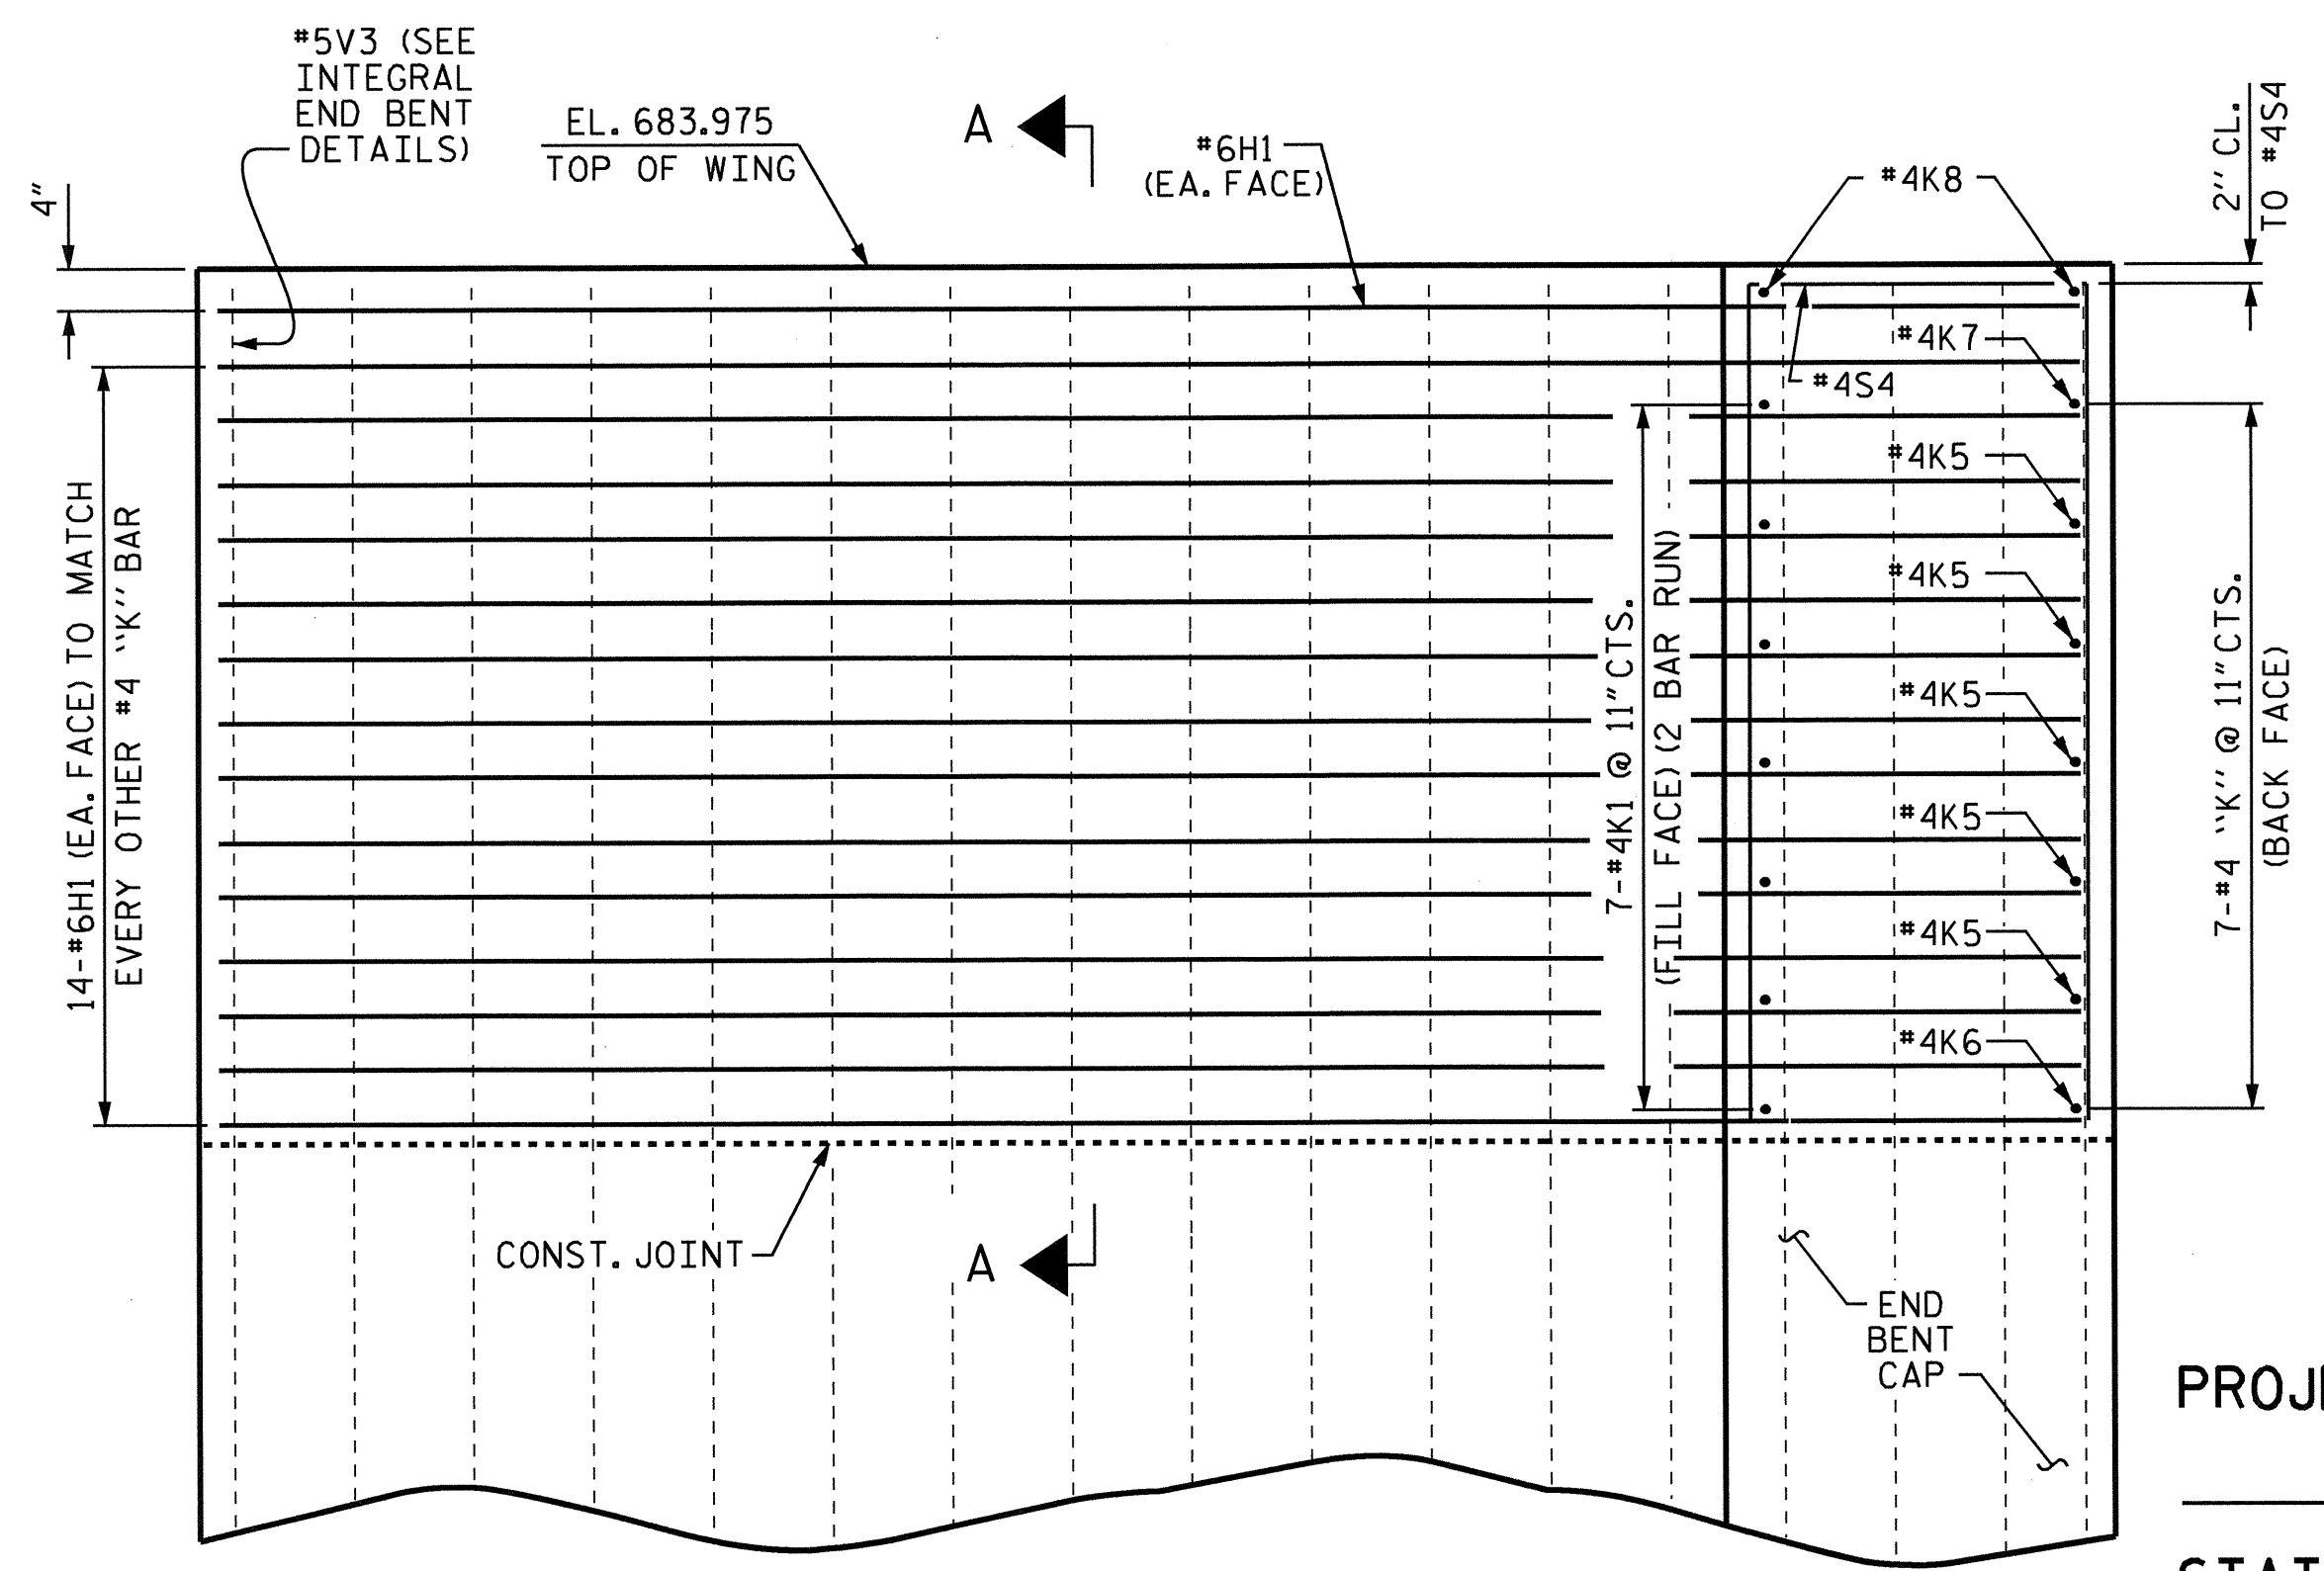 #5V3 (SEE
INTEGRAL
END BENT
DETAILS)
EL. 683.975
TOP OF WING
A
#6H1
(EA. FACE)
#4K8
2" CL.
TO #4S4
4"
#4K7
#4S4
#4K5
#4K5
#4K5
#4K5
#4K5
#4K6
14-#6H1 (EA. FACE) TO MATCH
EVERY OTHER #4 "K" BAR
7-#4K1 @ 11" CTS.
(FILL FACE) (2 BAR RUN)
7-#4 "K" @ 11" CTS.
(BACK FACE)
CONST. JOINT
A
END
BENT
CAP